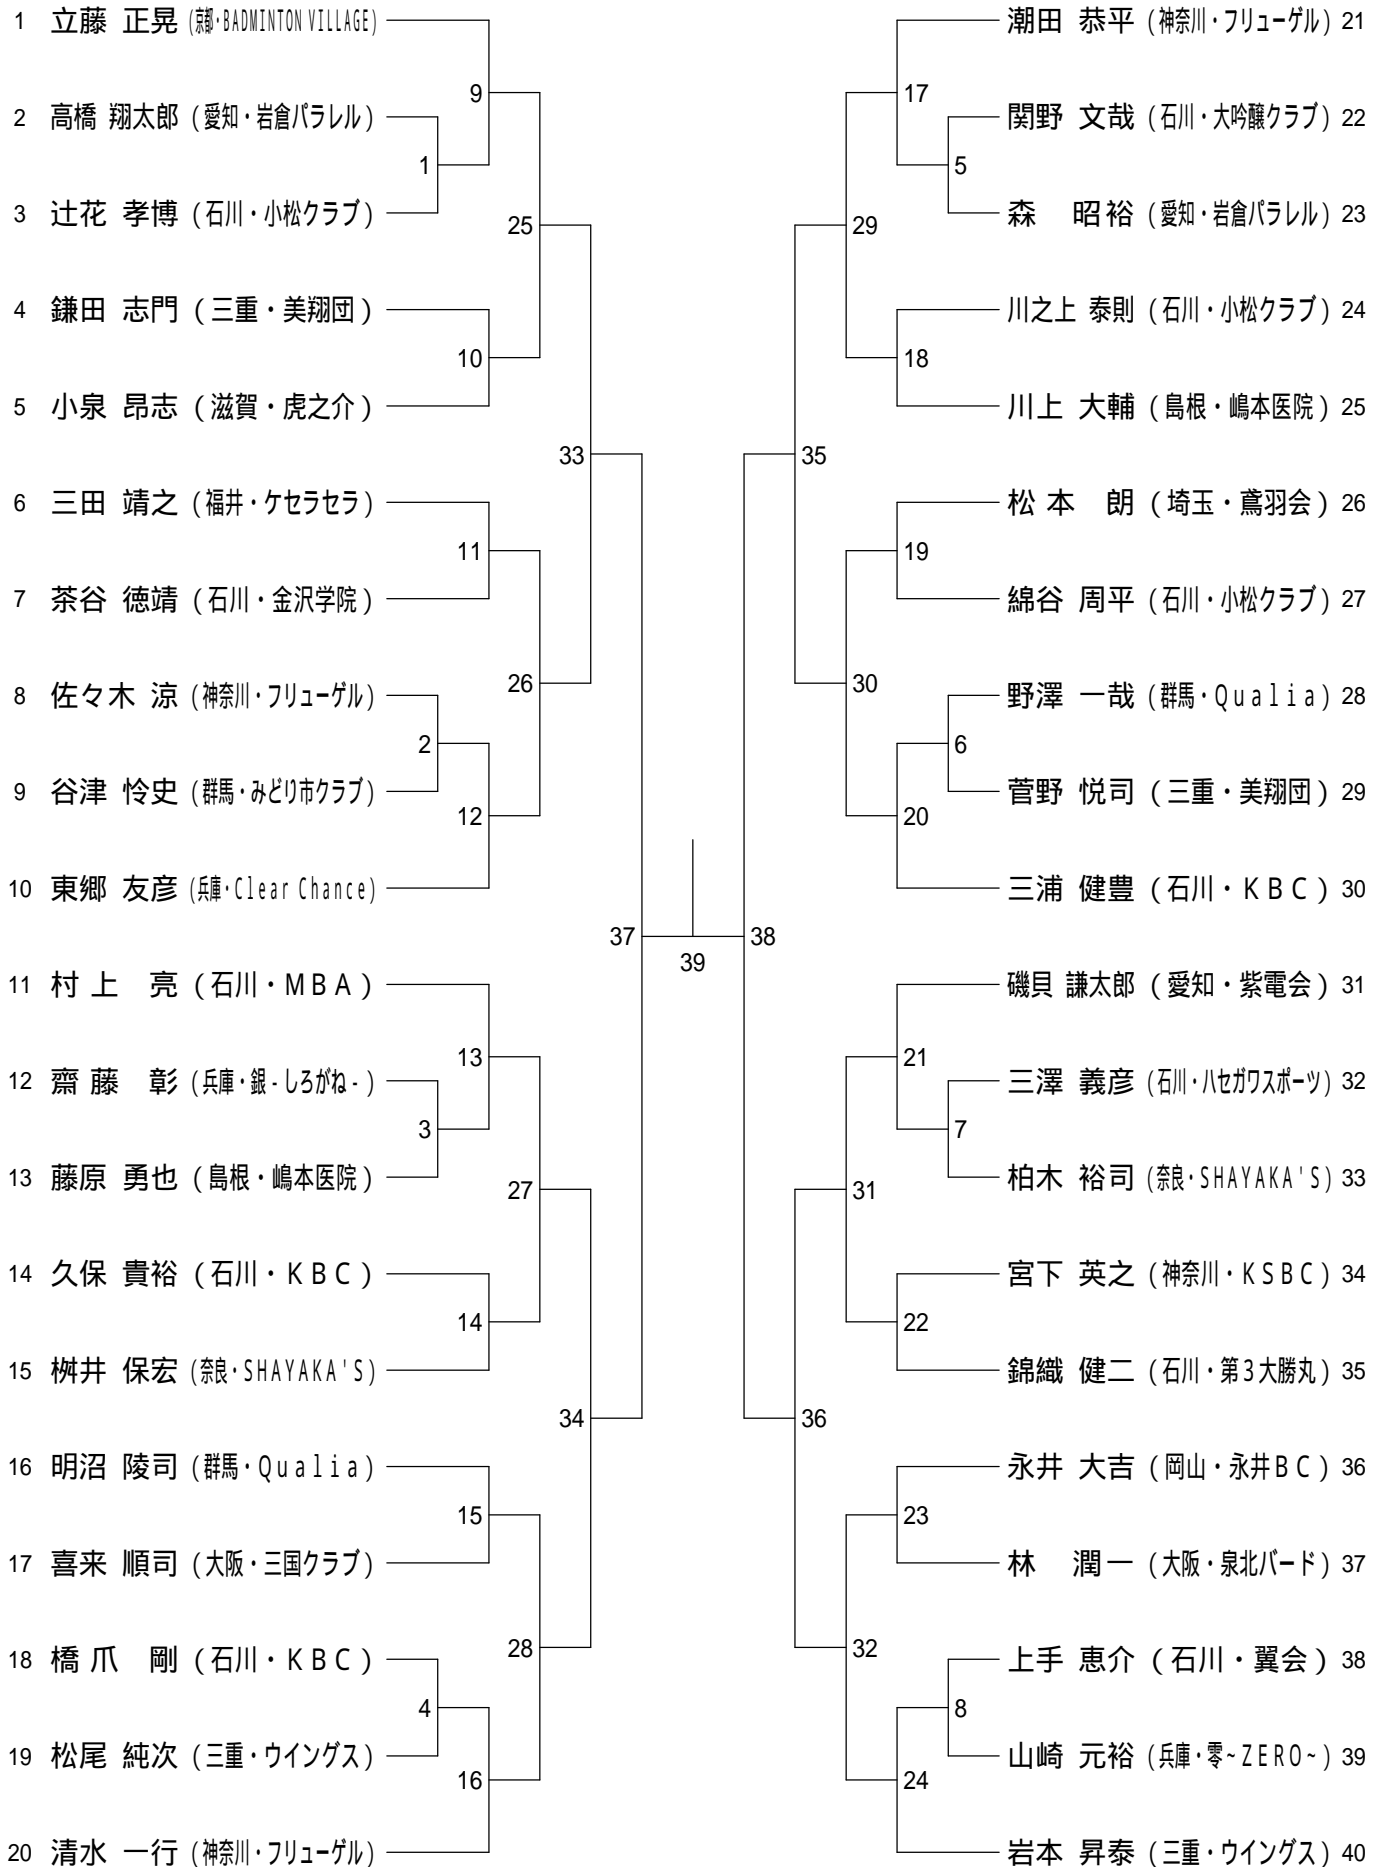 1 立藤 正晃 (京都・BADMINTON VILLAGE)
2 高橋 翔太郎 (愛知・岩倉パラレル)
3 辻花 孝博 (石川・小松クラブ)
4 鎌田 志門 (三重・美翔団)
5 小泉 昂志 (滋賀・虎之介)
6 三田 靖之 (福井・ケセラセラ)
7 茶谷 徳靖 (石川・金沢学院)
8 佐々木 涼 (神奈川・フリューゲル)
9 谷津 怜史 (群馬・みどり市クラブ)
10 東郷 友彦 (兵庫・Clear Chance)
11 村上 亮 (石川・MBA)
12 齋藤 彰 (兵庫・銀-しろがね-)
13 藤原 勇也 (島根・嶋本医院)
14 久保 貴裕 (石川・KBC)
15 桝井 保宏 (奈良・SHAYAKA'S)
16 明沼 陵司 (群馬・Qualia)
17 喜来 順司 (大阪・三国クラブ)
18 橋爪 剛 (石川・KBC)
19 松尾 純次 (三重・ウイングス)
20 清水 一行 (神奈川・フリューゲル)
1
2
3
4
9
10
11
12
13
14
15
16
25
26
27
28
33
34
37
39
38
35
36
29
30
31
32
17
18
19
20
21
22
23
24
5
6
7
8
潮田 恭平 (神奈川・フリューゲル) 21
関野 文哉 (石川・大吟醸クラブ) 22
森 昭裕 (愛知・岩倉パラレル) 23
川之上 泰則 (石川・小松クラブ) 24
川上 大輔 (島根・嶋本医院) 25
松本 朗 (埼玉・鳶羽会) 26
綿谷 周平 (石川・小松クラブ) 27
野澤 一哉 (群馬・Qualia) 28
菅野 悦司 (三重・美翔団) 29
三浦 健豊 (石川・KBC) 30
磯貝 謙太郎 (愛知・紫電会) 31
三澤 義彦 (石川・ハセガワスポーツ) 32
柏木 裕司 (奈良・SHAYAKA'S) 33
宮下 英之 (神奈川・KSBC) 34
錦織 健二 (石川・第3大勝丸) 35
永井 大吉 (岡山・永井BC) 36
林 潤一 (大阪・泉北バード) 37
上手 恵介 (石川・翼会) 38
山崎 元裕 (兵庫・零~ZERO~) 39
岩本 昇泰 (三重・ウイングス) 40